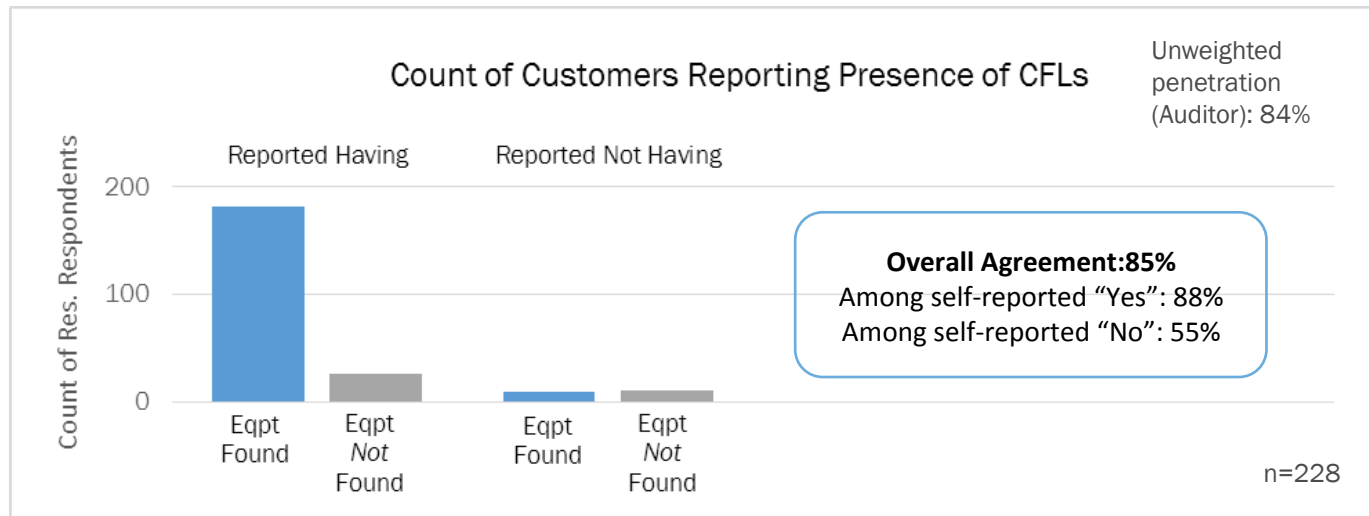 Count of Customers Reporting Presence of CFLs
Unweighted
penetration
(Auditor): 84%
Count of Res. Respondents
Reported Having
Reported Not Having
200
100
0
Overall Agreement:85%
Among self-reported “Yes”: 88%
Among self-reported “No”: 55%
Eqpt
Found
Eqpt
Not
Found
Eqpt
Found
Eqpt
Not
Found
n=228